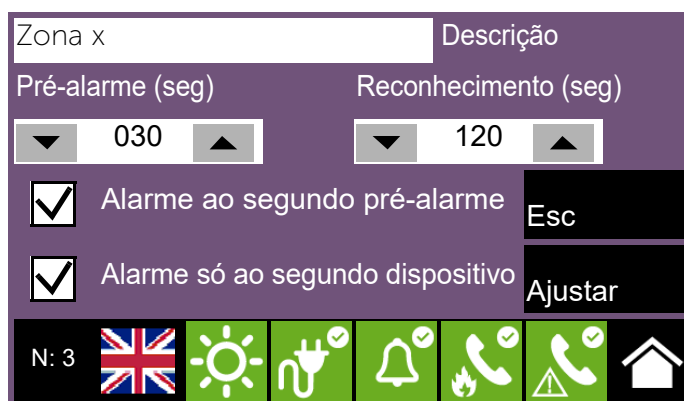 Zona x Descrição
Pré-alarme (seg) Reconhecimento (seg)
030 120
Alarme ao segundo pré-alarme Esc
Alarme só ao segundo dispositivo Ajustar
N: 3